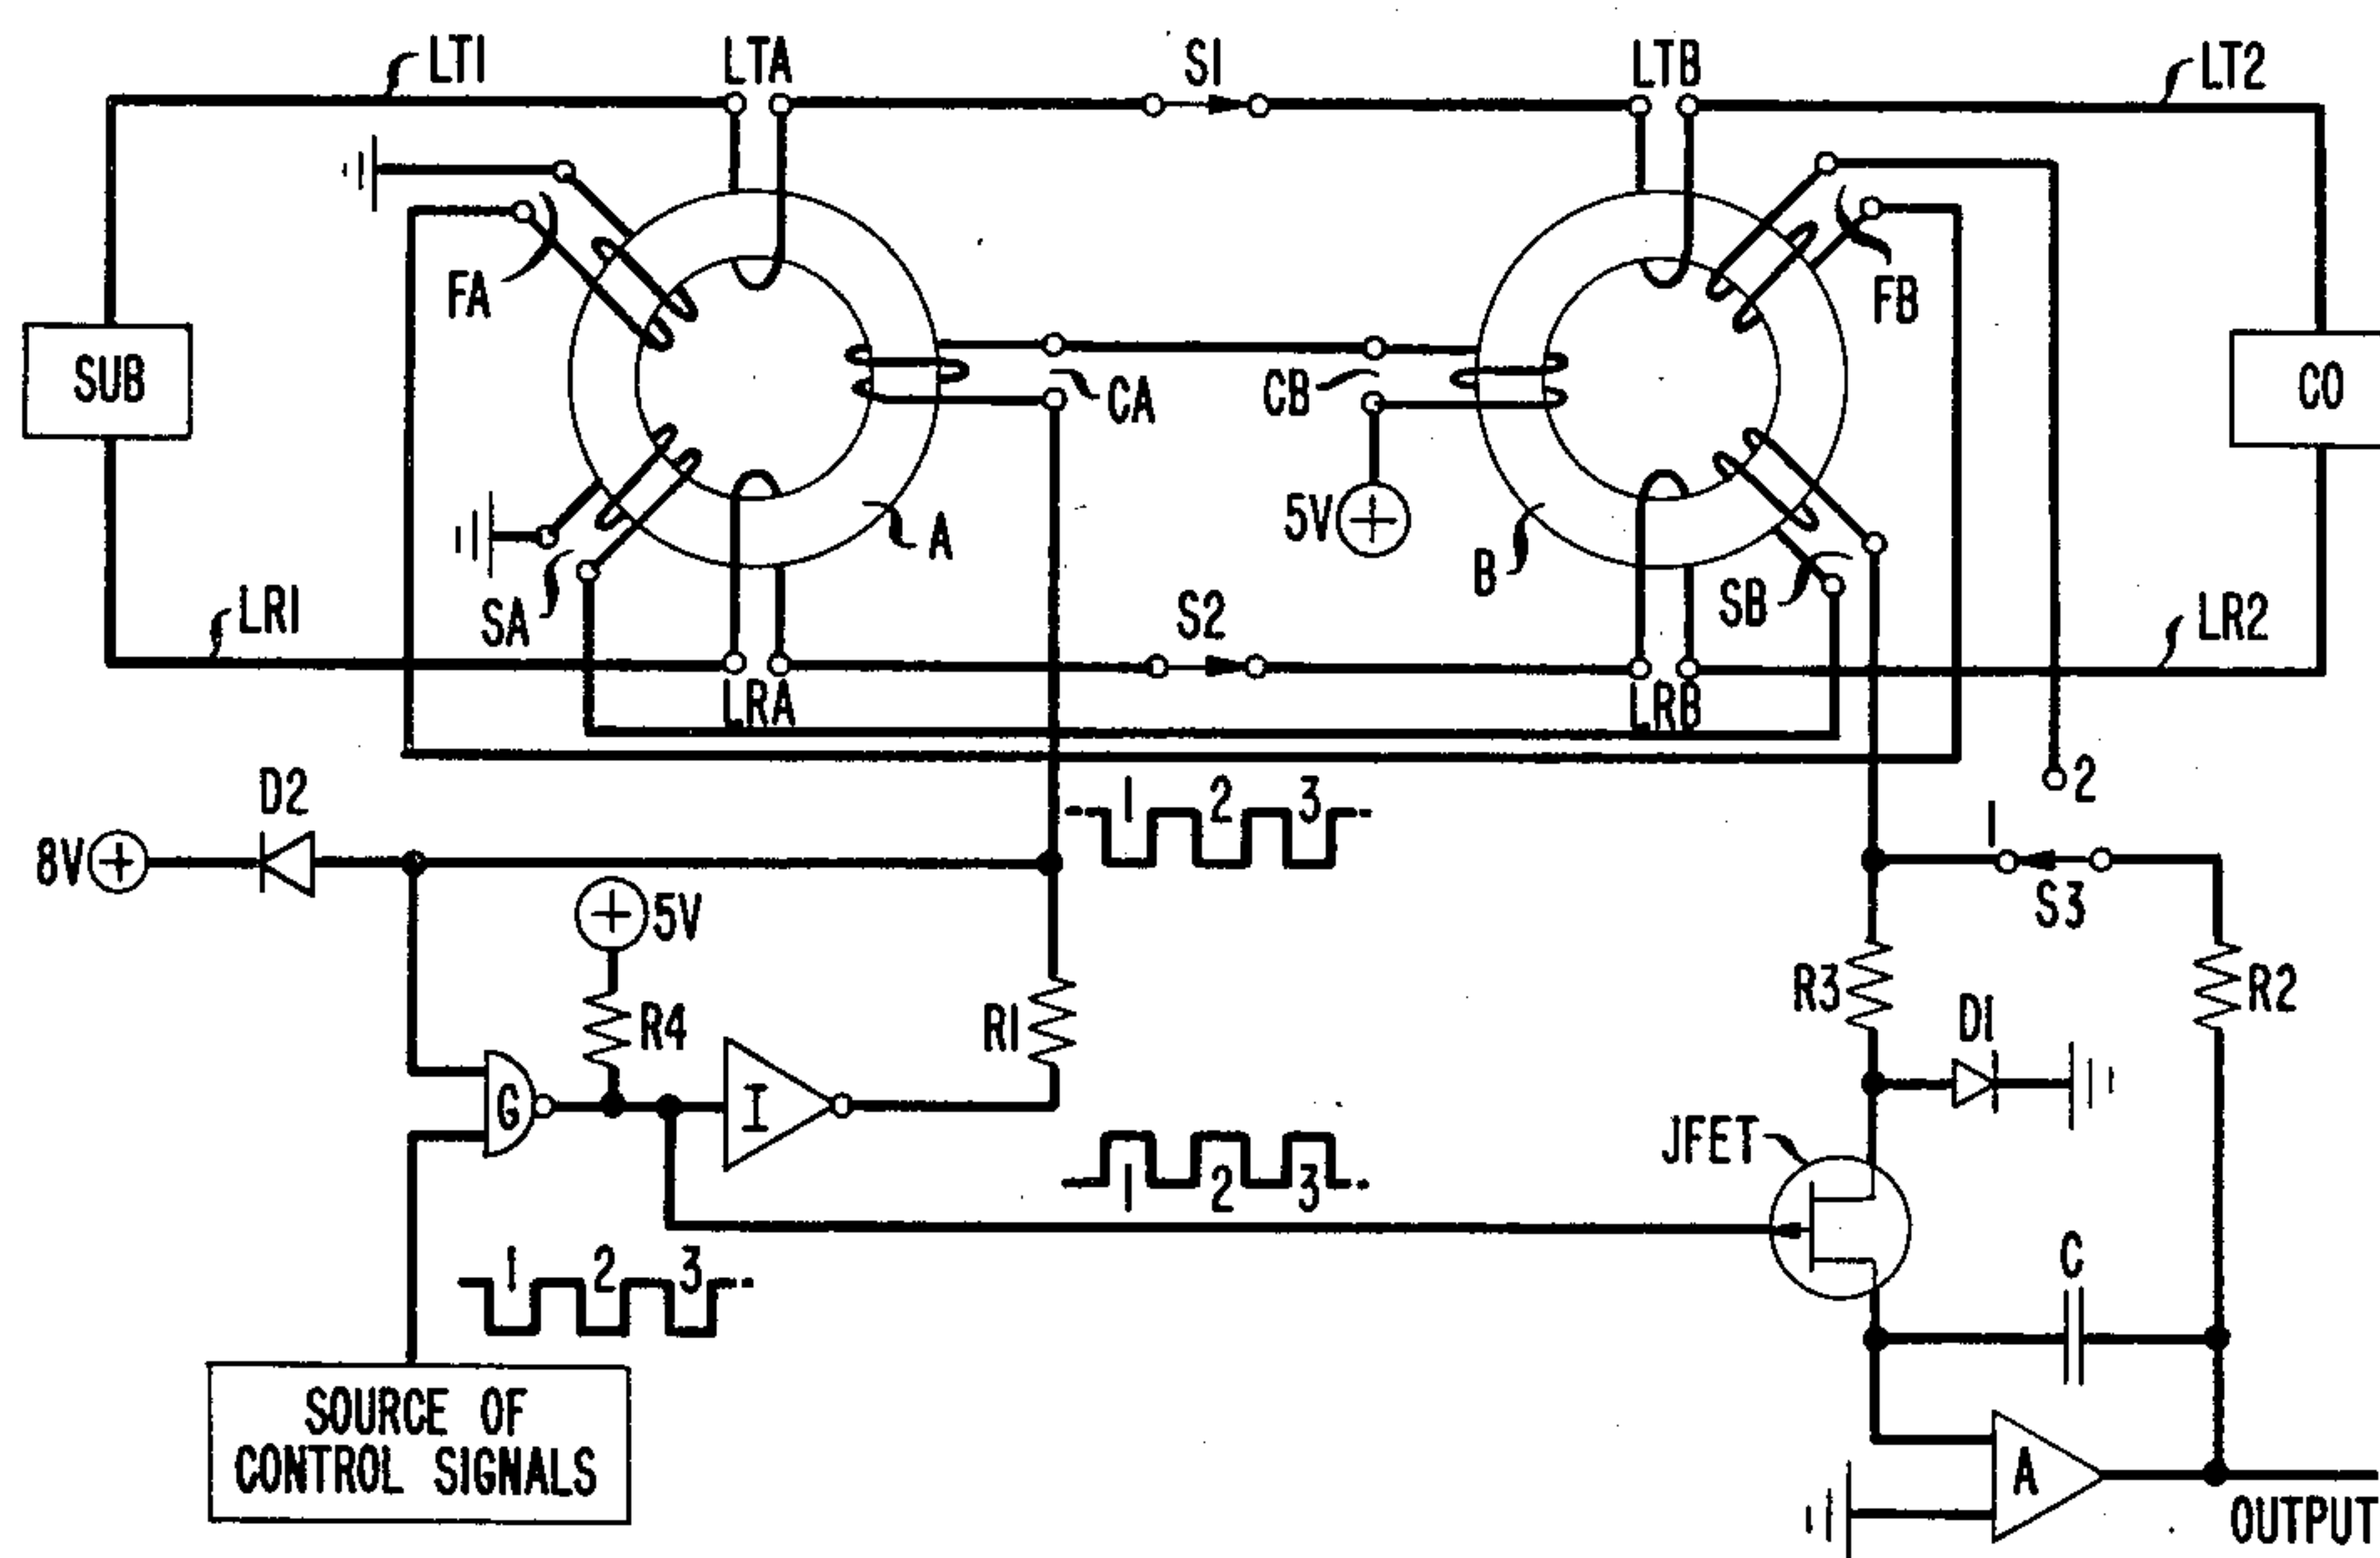 LT1
LTA
S1
LTB
LT2
FA
FB
SUB
CA
CB
CO
5V
A
B
SA
SB
LR1
S2
LR2
LRA
LRB
D2
1 2 3
2
8V
5V
1
S3
R4
R1
R3
D1
R2
G
I
JFET
1 2 3
1 2 3
C
SOURCE OF
CONTROL SIGNALS
A
OUTPUT